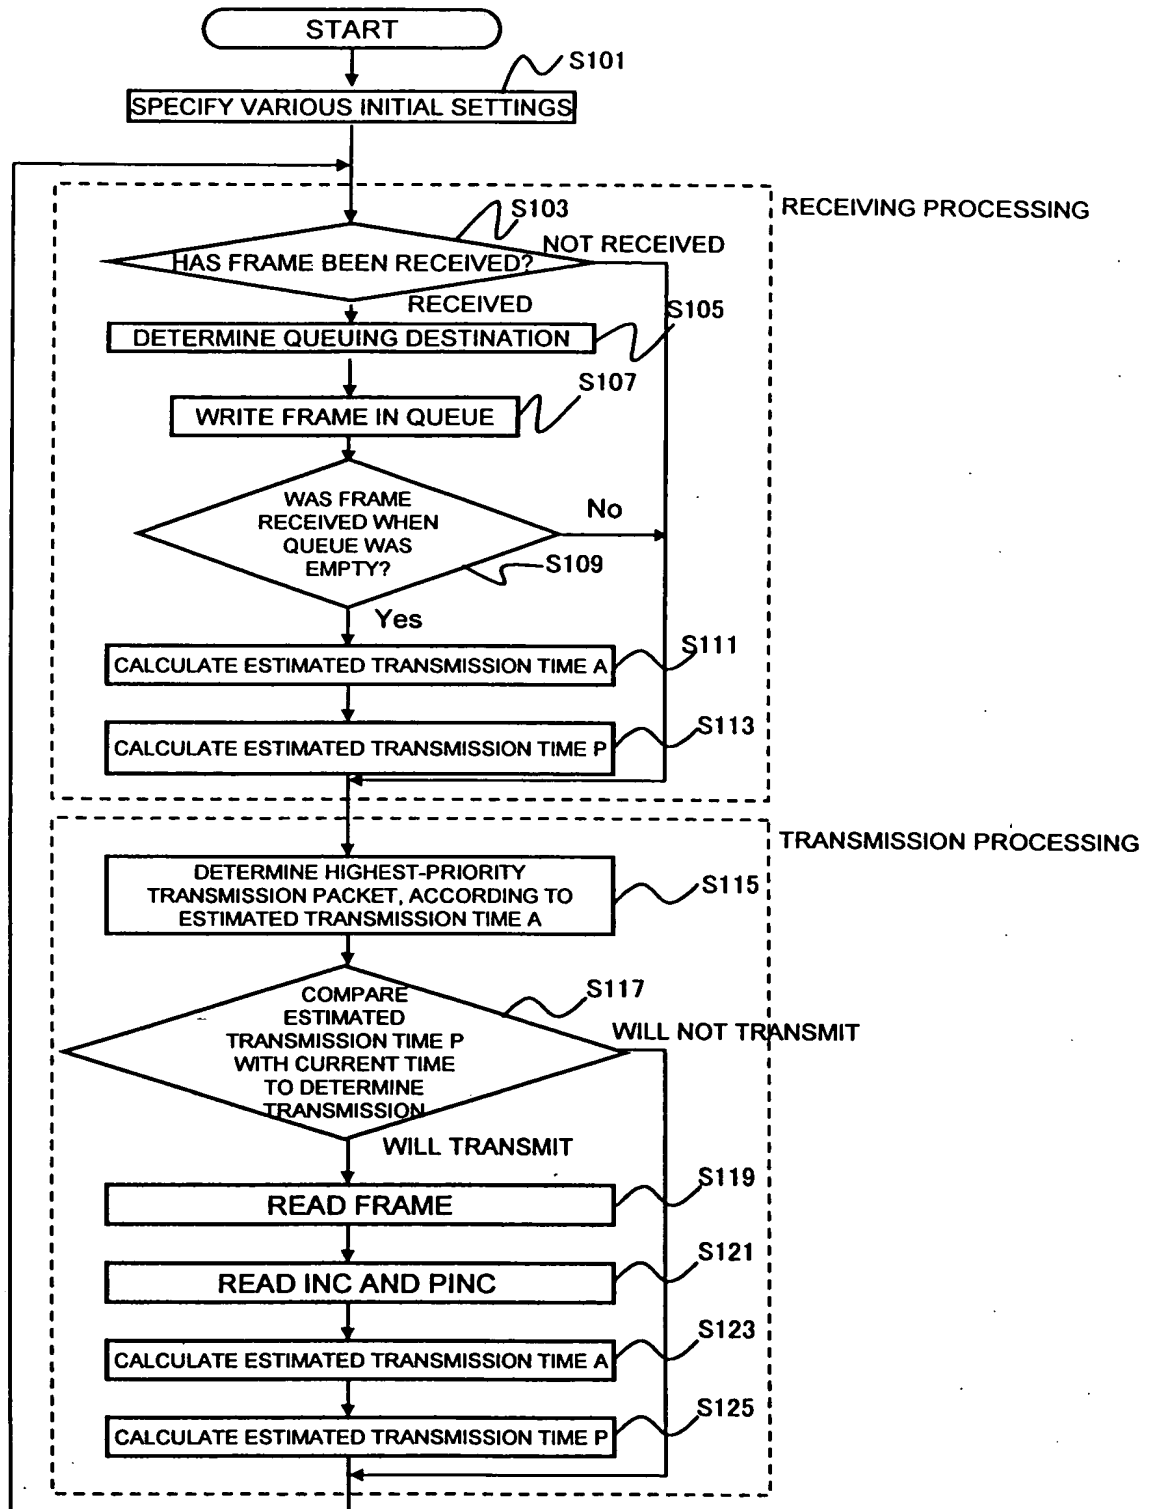 START
S101
SPECIFY VARIOUS INITIAL SETTINGS
RECEIVING PROCESSING
S103
NOT RECEIVED
HAS FRAME BEEN RECEIVED?
RECEIVED
S105
DETERMINE QUEUING DESTINATION
S107
WRITE FRAME IN QUEUE
WAS FRAME
RECEIVED WHEN
QUEUE WAS
EMPTY?
No
S109
Yes
S111
CALCULATE ESTIMATED TRANSMISSION TIME A
S113
CALCULATE ESTIMATED TRANSMISSION TIME P
TRANSMISSION PROCESSING
DETERMINE HIGHEST-PRIORITY
TRANSMISSION PACKET, ACCORDING TO
ESTIMATED TRANSMISSION TIME A
S115
S117
COMPARE
ESTIMATED
TRANSMISSION TIME P
WITH CURRENT TIME
TO DETERMINE
TRANSMISSION
WILL NOT TRANSMIT
WILL TRANSMIT
S119
READ FRAME
S121
READ INC AND PINC
S123
CALCULATE ESTIMATED TRANSMISSION TIME A
S125
CALCULATE ESTIMATED TRANSMISSION TIME P